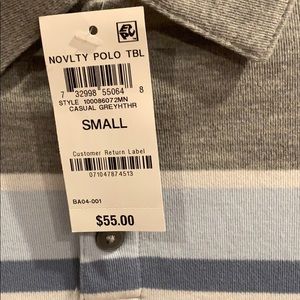 NOVLTY POLO TBL
7 32998 55064 8
STYLE 100086072MN
CASUAL GREYHTHR
SMALL
Customer Return Label
071047874513
BA04-001
$55.00